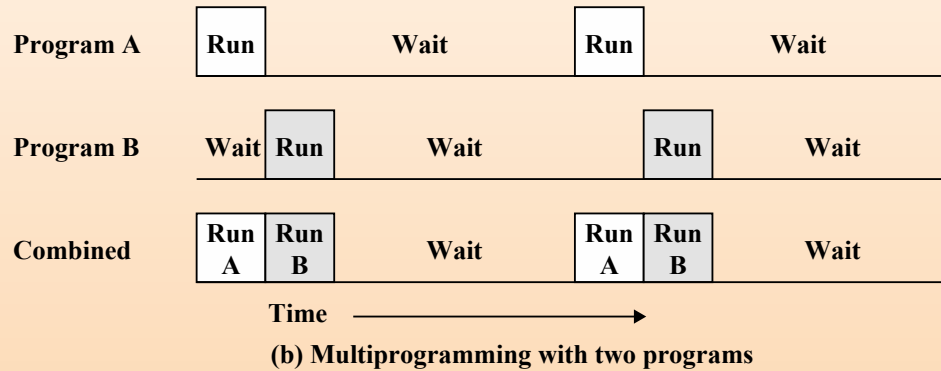 Program A Run Wait Run Wait
Program B Wait Run Wait Run Wait
Combined Run A Run B Wait Run A Run B Wait
Time
(b) Multiprogramming with two programs